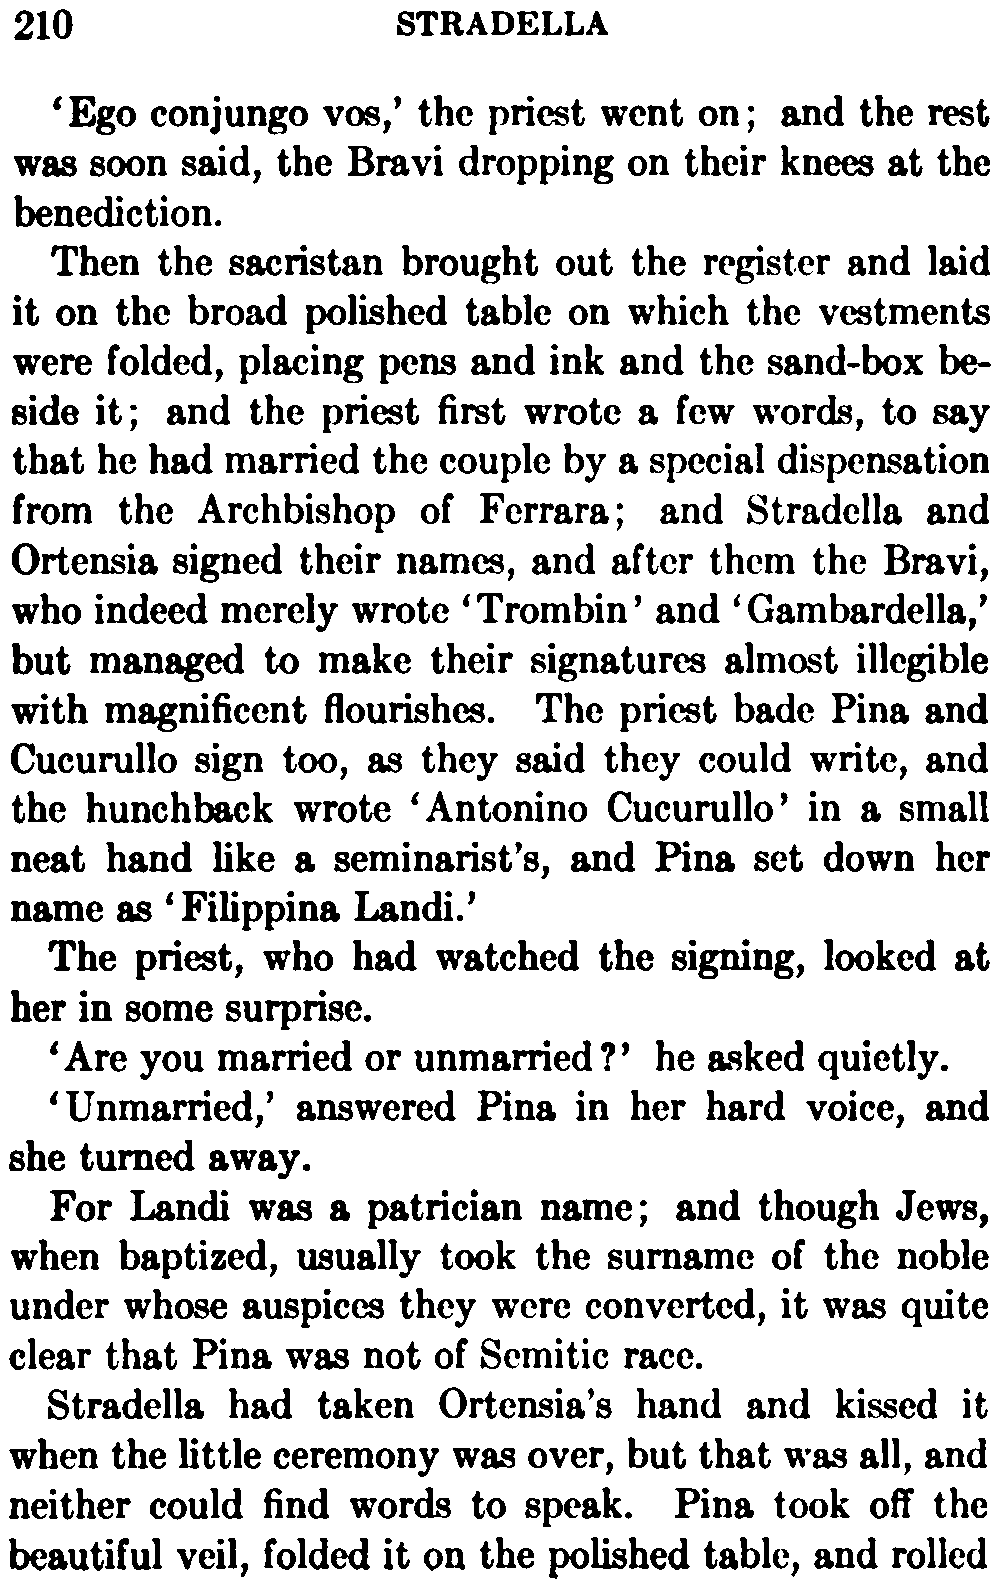 210 STRADELLA
‘Ego conjungo vos,’ the priest went on; and the rest
was soon said, the Bravi dropping on their knees at the
benediction.
Then the sacristan brought out the register and laid
it on the broad polished table on which the vestments
were folded, placing pens and ink and the sand-box be-
side it; and the priest first wrote a few words, to say
that he had married the couple by a special dispensation
from the Archbishop of Ferrara; and Stradella and
Ortensia signed their names, and after them the Bravi,
who indeed merely wrote ‘Trombin’ and ‘Gambardella,’
but managed to make their signatures almost illegible
with magnificent flourishes. The priest bade Pina and
Cucurullo sign too, as they said they could write, and
the hunchback wrote ‘Antonino Cucurullo’ in a small
neat hand like a seminarist’s, and Pina set down her
name as ‘Filippina Landi.’
The priest, who had watched the signing, looked at
her in some surprise.
‘Are you married or unmarried?’ he asked quietly.
‘Unmarried,’ answered Pina in her hard voice, and
she turned away.
For Landi was a patrician name; and though Jews,
when baptized, usually took the surname of the noble
under whose auspices they were converted, it was quite
clear that Pina was not of Semitic race.
Stradella had taken Ortensia’s hand and kissed it
when the little ceremony was over, but that was all, and
neither could find words to speak. Pina took off the
beautiful veil, folded it on the polished table, and rolled